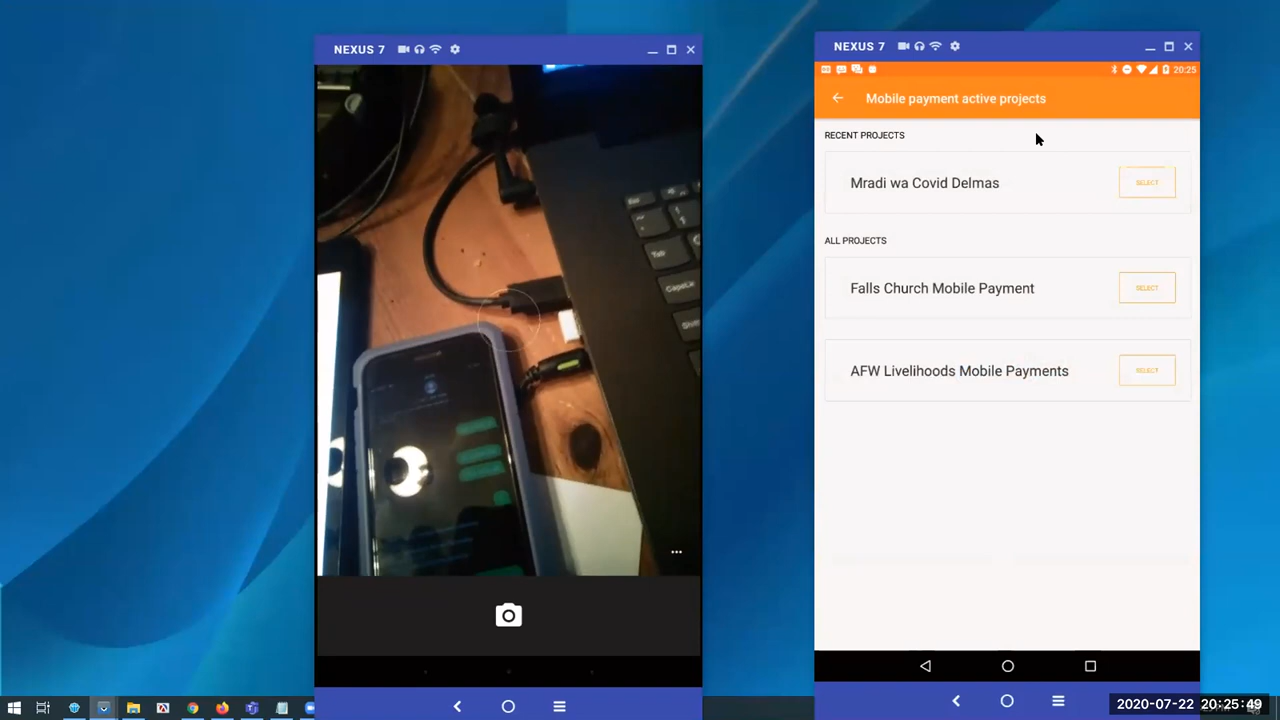 NEXUS 7
Tab
NEXUS 7
20:25
Mobile payment active projects
RECENT PROJECTS
Mradi wa Covid Delmas
SELECT
ALL PROJECTS
Falls Church Mobile Payment
SELECT
AFW Livelihoods Mobile Payments
SELECT
2020-07-22 20:25:49